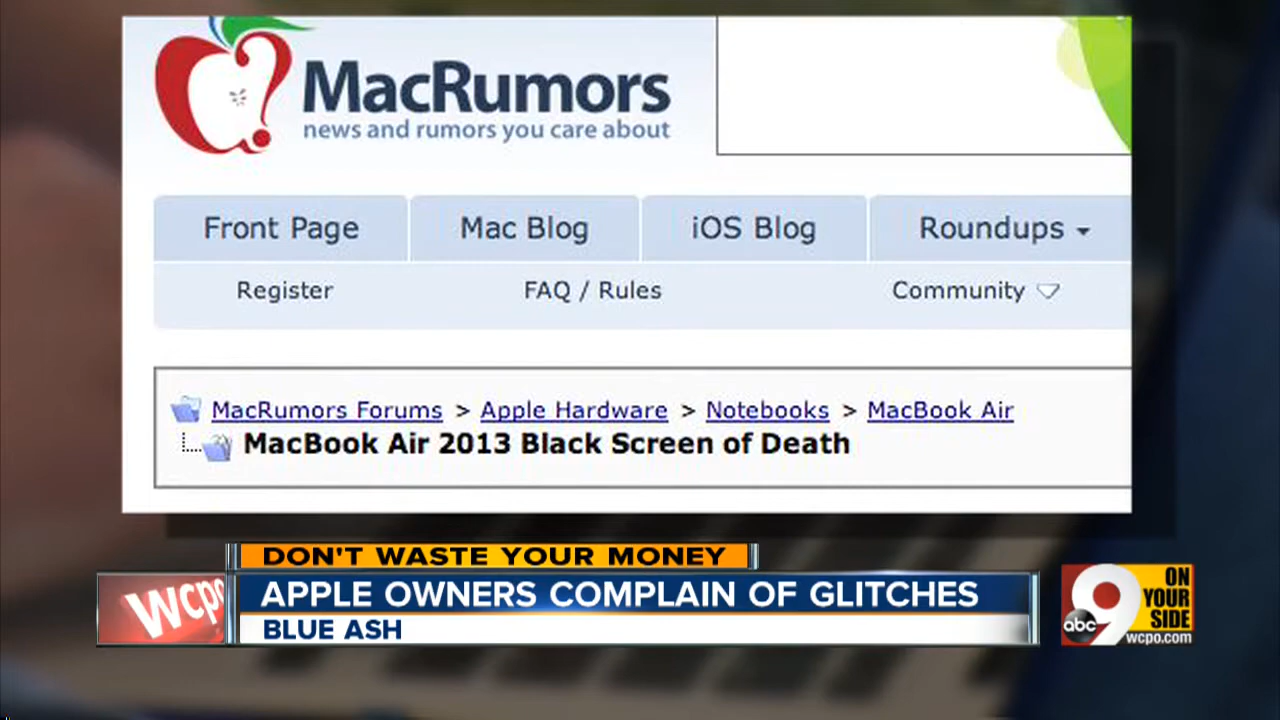 MacRumors
news and rumors you care about
Front Page Mac Blog iOS Blog Roundups
Register FAQ / Rules Community
MacRumors Forums > Apple Hardware > Notebooks > MacBook Air
MacBook Air 2013 Black Screen of Death
DON'T WASTE YOUR MONEY
wcpo
APPLE OWNERS COMPLAIN OF GLITCHES
BLUE ASH
abc 9 ON YOUR SIDE
wcpo.com